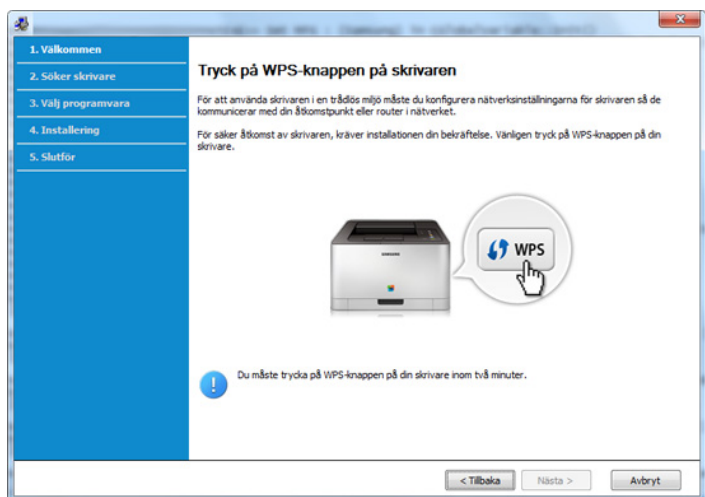 1. Välkommen
2. Söker skrivare
3. Välj programvara
4. Installering
5. Slutför
Tryck på WPS-knappen på skrivaren
För att använda skrivaren i en trådlös miljö måste du konfigurera nätverksinställningarna för skrivaren så de
kommunicerar med din åtkomstpunkt eller router i nätverket.
För säker åtkomst av skrivaren, kräver installationen din bekräftelse. Vänligen tryck på WPS-knappen på din
skrivare.
SAMSUNG
WPS
Du måste trycka på WPS-knappen på din skrivare inom två minuter.
< Tillbaka
Nästa >
Avbryt